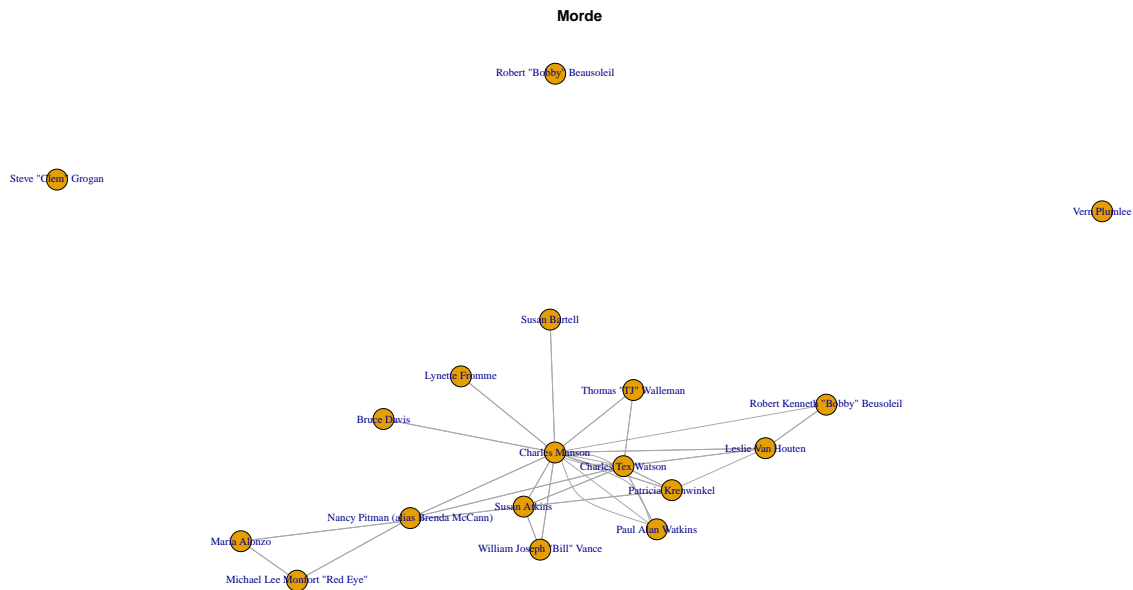 Morde
Robert "Bobby" Beausoleil
Steve "Clem" Grogan
Vern Plumlee
Susan Bartell
Lynette Fromme
Thomas "TJ" Walleman
Robert Kenneth "Bobby" Beusoleil
Bruce Davis
Leslie Van Houten
Charles Manson
Charles Tex Watson
Patricia Krenwinkel
Susan Atkins
Nancy Pitman (alias Brenda McCann)
Paul Alan Watkins
Maria Alonzo
William Joseph "Bill" Vance
Michael Lee Monfort "Red Eye"